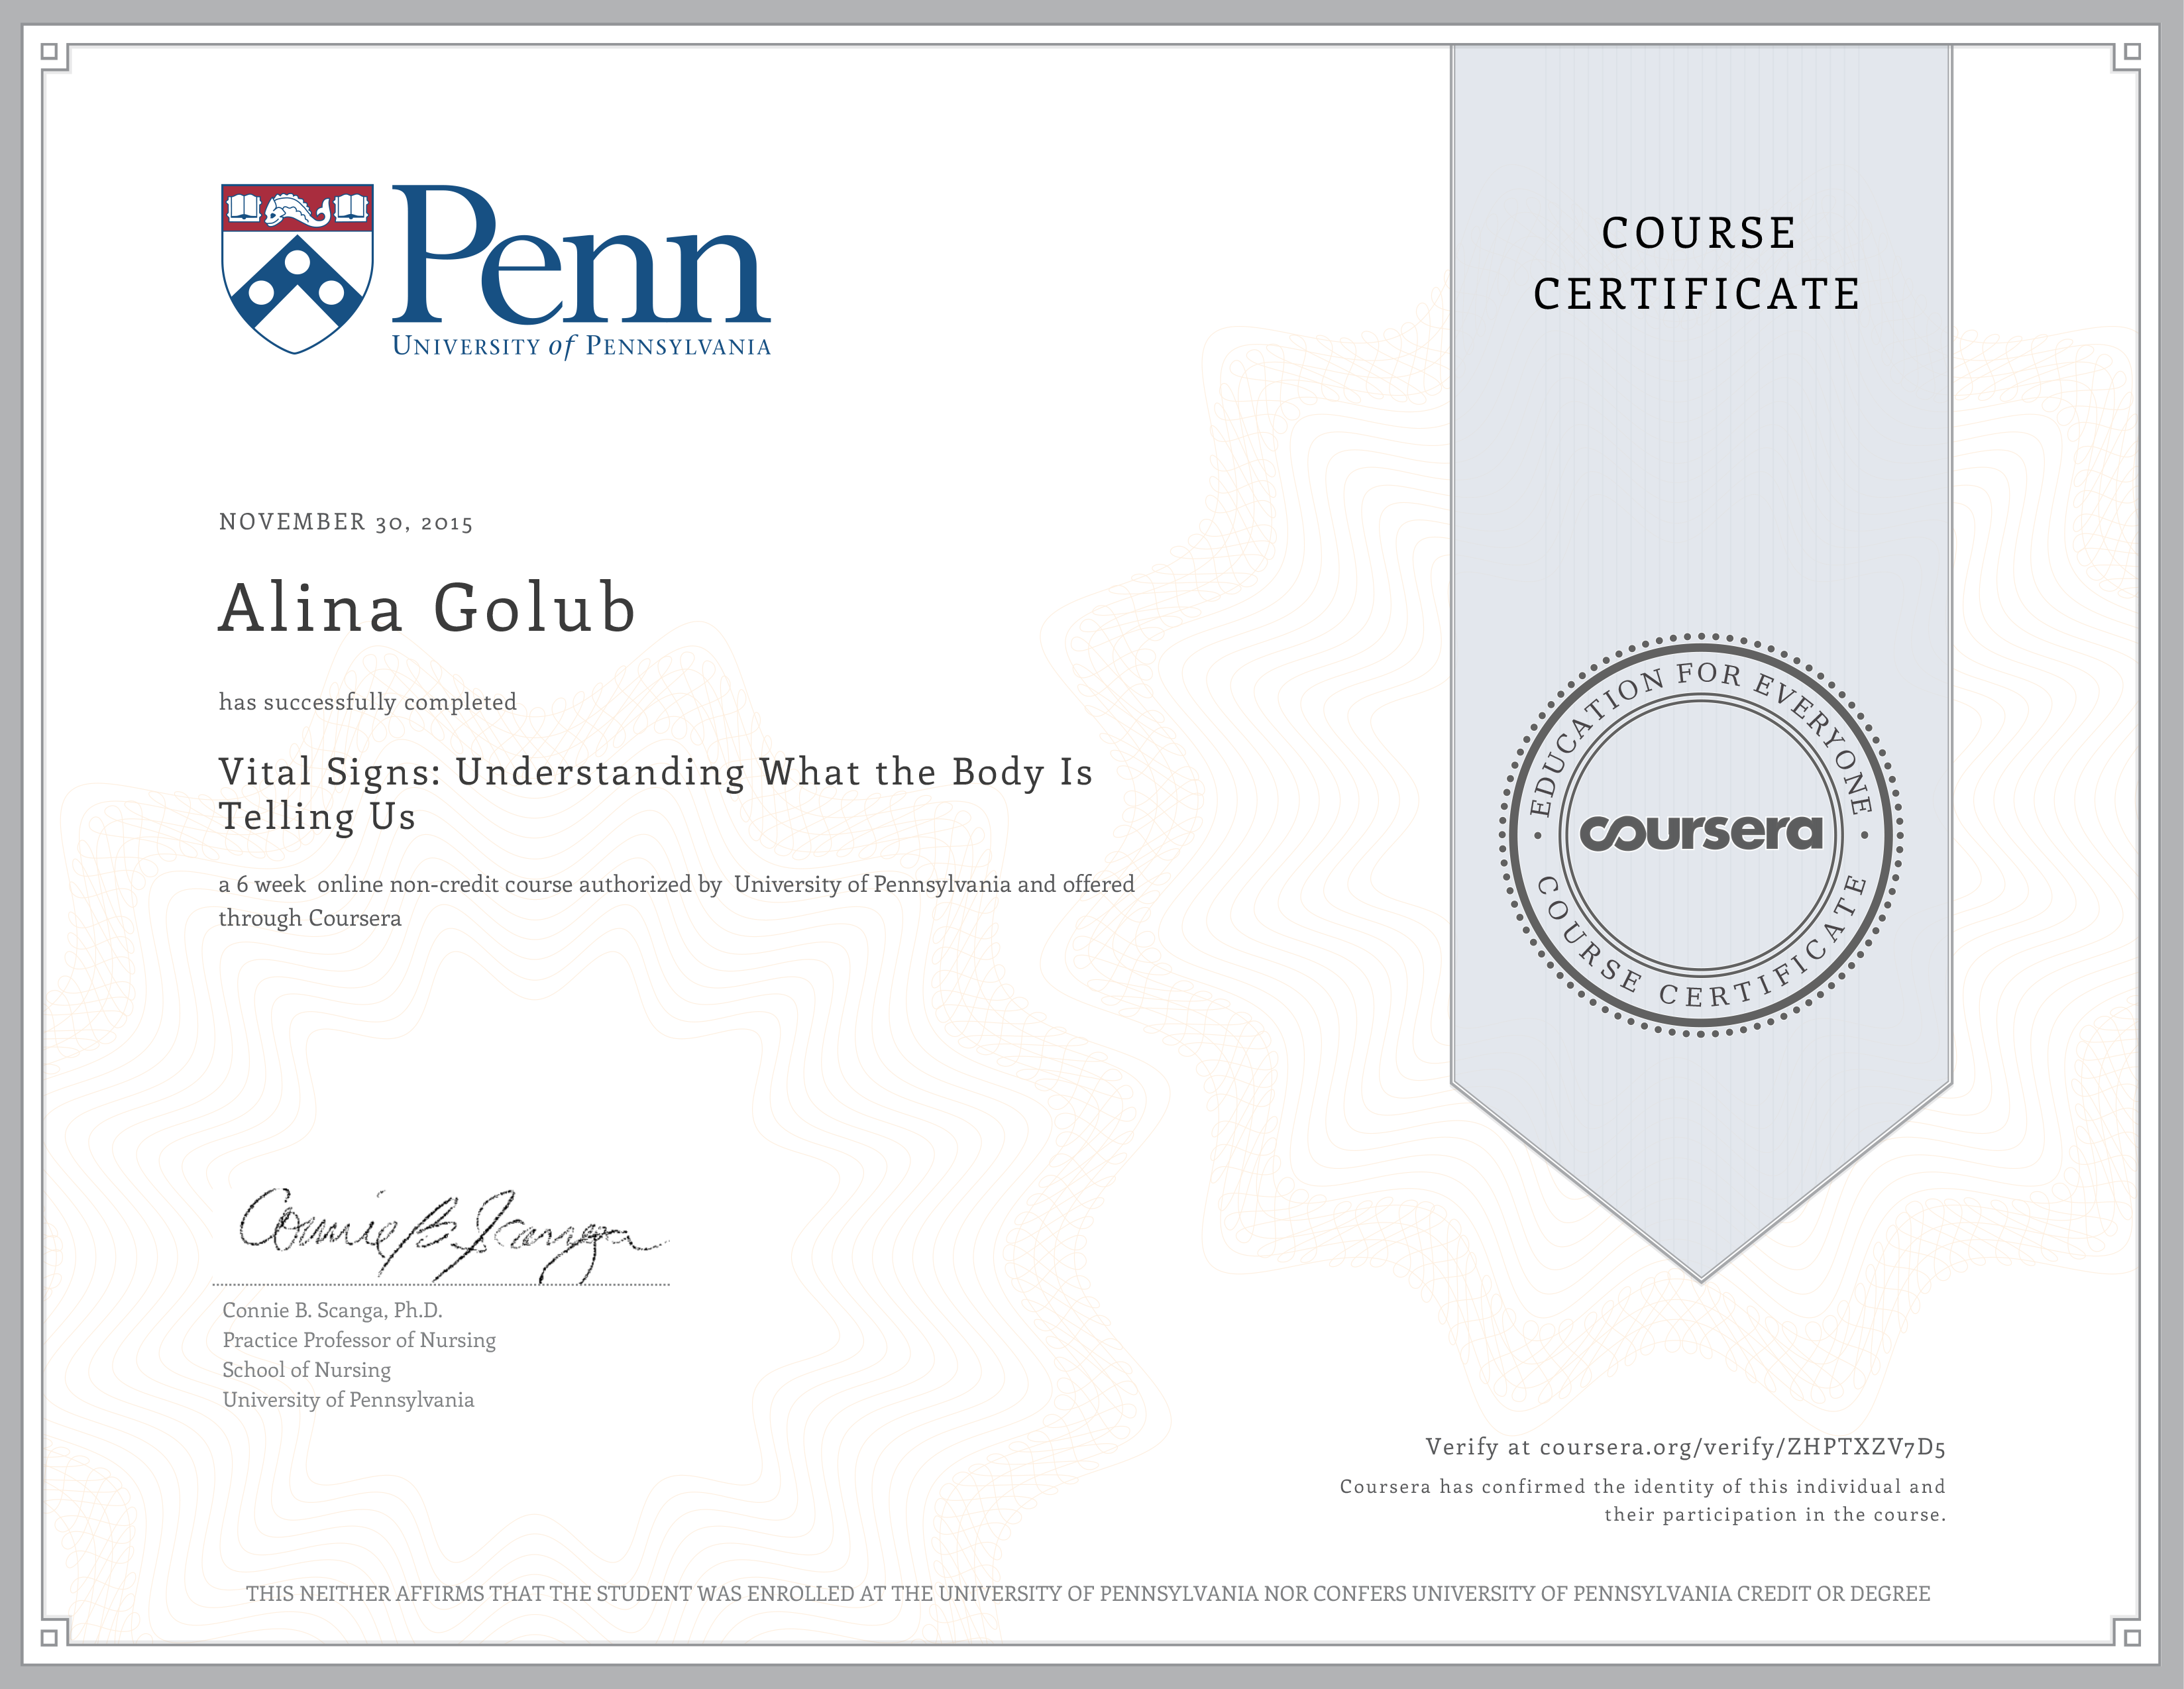 Penn
UNIVERSITY of PENNSYLVANIA
COURSE
CERTIFICATE
NOVEMBER 30, 2015
Alina Golub
has successfully completed
Vital Signs: Understanding What the Body Is
Telling Us
a 6 week online non-credit course authorized by University of Pennsylvania and offered
through Coursera
EDUCATION FOR EVERYONE
coursera
COURSE CERTIFICATE
Connie B. Scanga
Connie B. Scanga, Ph.D.
Practice Professor of Nursing
School of Nursing
University of Pennsylvania
Verify at coursera.org/verify/ZHPTXZV7D5
Coursera has confirmed the identity of this individual and
their participation in the course.
THIS NEITHER AFFIRMS THAT THE STUDENT WAS ENROLLED AT THE UNIVERSITY OF PENNSYLVANIA NOR CONFERS UNIVERSITY OF PENNSYLVANIA CREDIT OR DEGREE